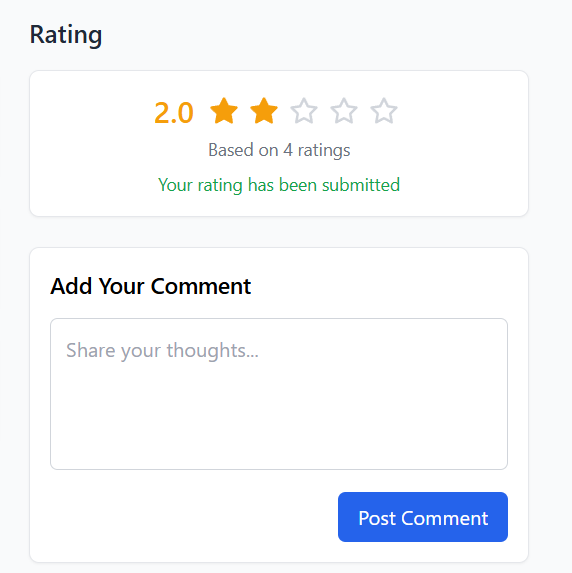 Rating
2.0
Based on 4 ratings
Your rating has been submitted
Add Your Comment
Share your thoughts...
Post Comment